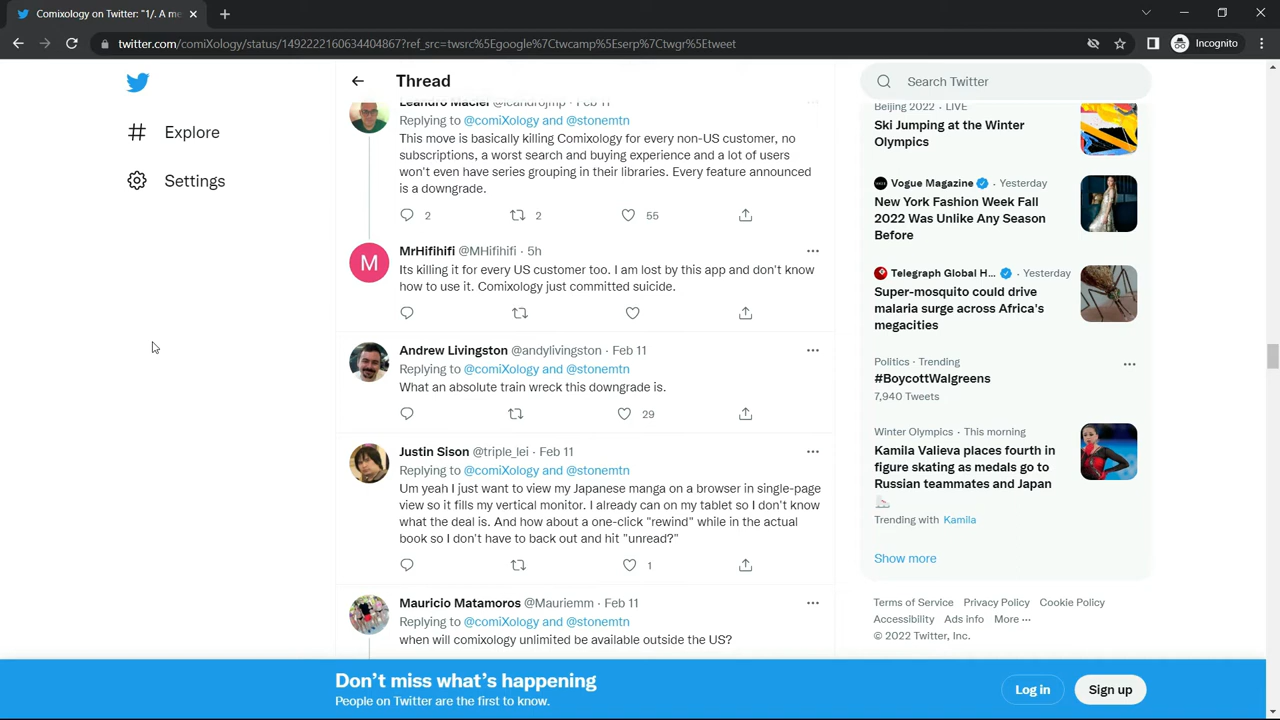 Comixology on Twitter: "1/. A me
twitter.com/comiXology/status/1492222160634404867?ref_src=twsrc%5Egoogle%7Ctwcamp%5Eserp%7Ctwgr%5Etweet
Incognito
Explore
Settings
Thread
Leandro Maciel @leandrojmp · Feb 11
Replying to @comiXology and @stonemtn
This move is basically killing Comixology for every non-US customer, no
subscriptions, a worst search and buying experience and a lot of users
won't even have series grouping in their libraries. Every feature announced
is a downgrade.
2 2 55
M
MrHifihifi @MHifihifi · 5h
Its killing it for every US customer too. I am lost by this app and don't know
how to use it. Comixology just committed suicide.
Andrew Livingston @andylivingston · Feb 11
Replying to @comiXology and @stonemtn
What an absolute train wreck this downgrade is.
29
Justin Sison @triple_lei · Feb 11
Replying to @comiXology and @stonemtn
Um yeah I just want to view my Japanese manga on a browser in single-page
view so it fills my vertical monitor. I already can on my tablet so I don't know
what the deal is. And how about a one-click "rewind" while in the actual
book so I don't have to back out and hit "unread?"
1
Mauricio Matamoros @Mauriemm · Feb 11
Replying to @comiXology and @stonemtn
when will comixology unlimited be available outside the US?
Search Twitter
Beijing 2022 · LIVE
Ski Jumping at the Winter
Olympics
Vogue Magazine · Yesterday
New York Fashion Week Fall
2022 Was Unlike Any Season
Before
Telegraph Global H... · Yesterday
Super-mosquito could drive
malaria surge across Africa's
megacities
Politics · Trending
#BoycottWalgreens
7,940 Tweets
Winter Olympics · This morning
Kamila Valieva places fourth in
figure skating as medals go to
Russian teammates and Japan
Trending with Kamila
Show more
Terms of Service Privacy Policy Cookie Policy
Accessibility Ads info More ···
© 2022 Twitter, Inc.
Don't miss what's happening
People on Twitter are the first to know.
Log in
Sign up